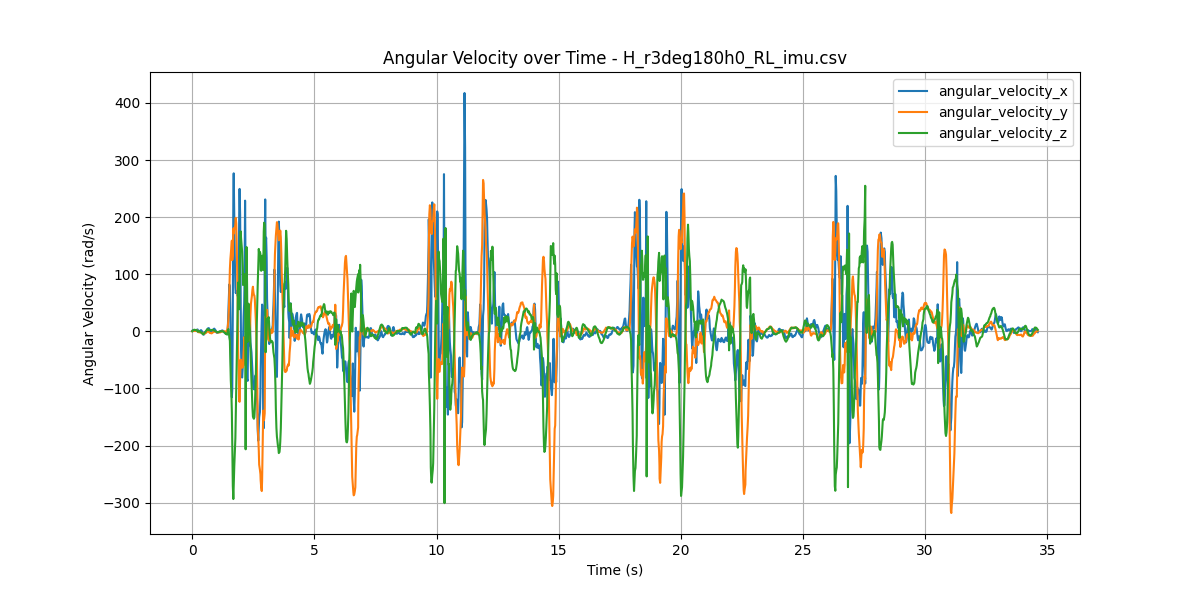 Angular Velocity over Time - H_r3deg180h0_RL_imu.csv
angular_velocity_x
angular_velocity_y
angular_velocity_z
Angular Velocity (rad/s)
400
300
200
100
0
−100
−200
−300
0 5 10 15 20 25 30 35
Time (s)